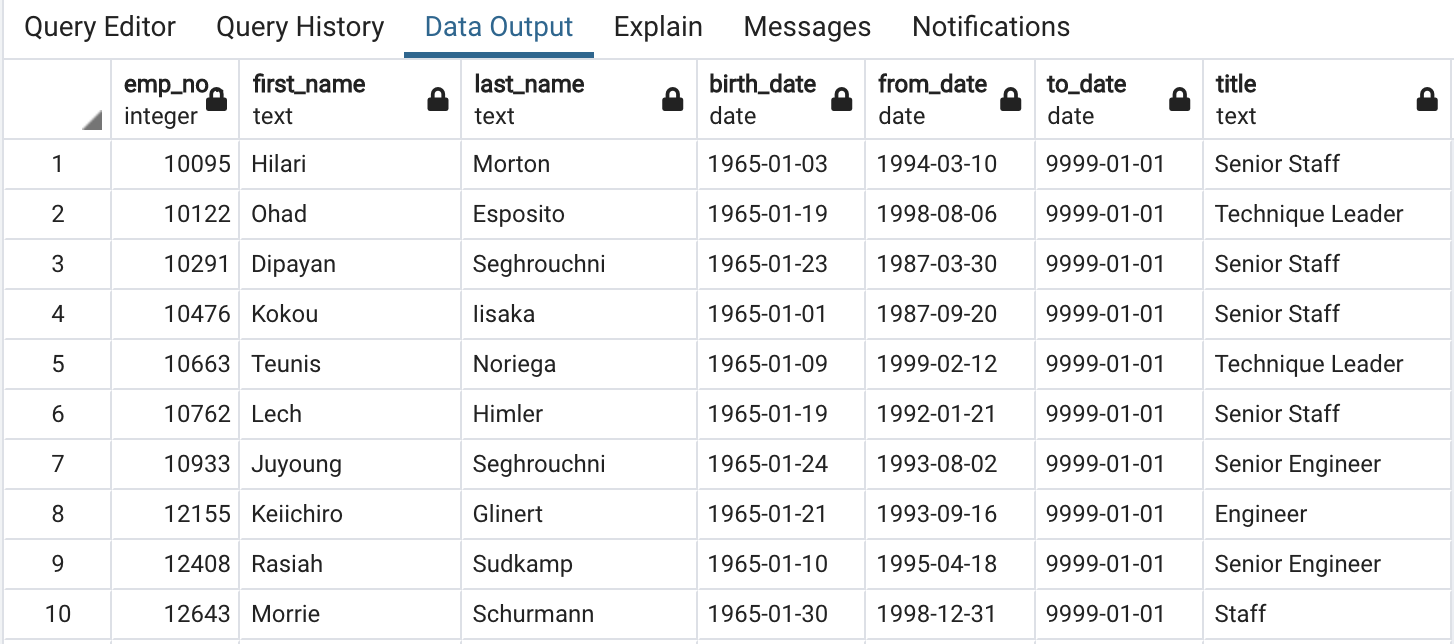 Query Editor Query History Data Output Explain Messages Notifications
emp_no first_name last_name birth_date from_date to_date title
integer text text date date date text
1 10095 Hilari Morton 1965-01-03 1994-03-10 9999-01-01 Senior Staff
2 10122 Ohad Esposito 1965-01-19 1998-08-06 9999-01-01 Technique Leader
3 10291 Dipayan Seghrouchni 1965-01-23 1987-03-30 9999-01-01 Senior Staff
4 10476 Kokou Iisaka 1965-01-01 1987-09-20 9999-01-01 Senior Staff
5 10663 Teunis Noriega 1965-01-09 1999-02-12 9999-01-01 Technique Leader
6 10762 Lech Himler 1965-01-19 1992-01-21 9999-01-01 Senior Staff
7 10933 Juyoung Seghrouchni 1965-01-24 1993-08-02 9999-01-01 Senior Engineer
8 12155 Keiichiro Glinert 1965-01-21 1993-09-16 9999-01-01 Engineer
9 12408 Rasiah Sudkamp 1965-01-10 1995-04-18 9999-01-01 Senior Engineer
10 12643 Morrie Schurmann 1965-01-30 1998-12-31 9999-01-01 Staff